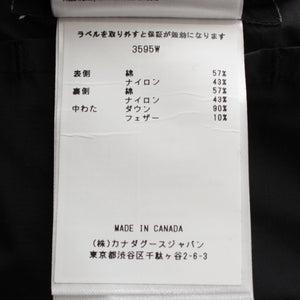 ラベルを取り外すと保証が無効になります
3595W
表側 綿 57%
ナイロン 43%
裏側 綿 57%
ナイロン 43%
中わた ダウン 90%
フェザー 10%
MADE IN CANADA
(株)カナダグースジャパン
東京都渋谷区千駄ヶ谷2-6-3